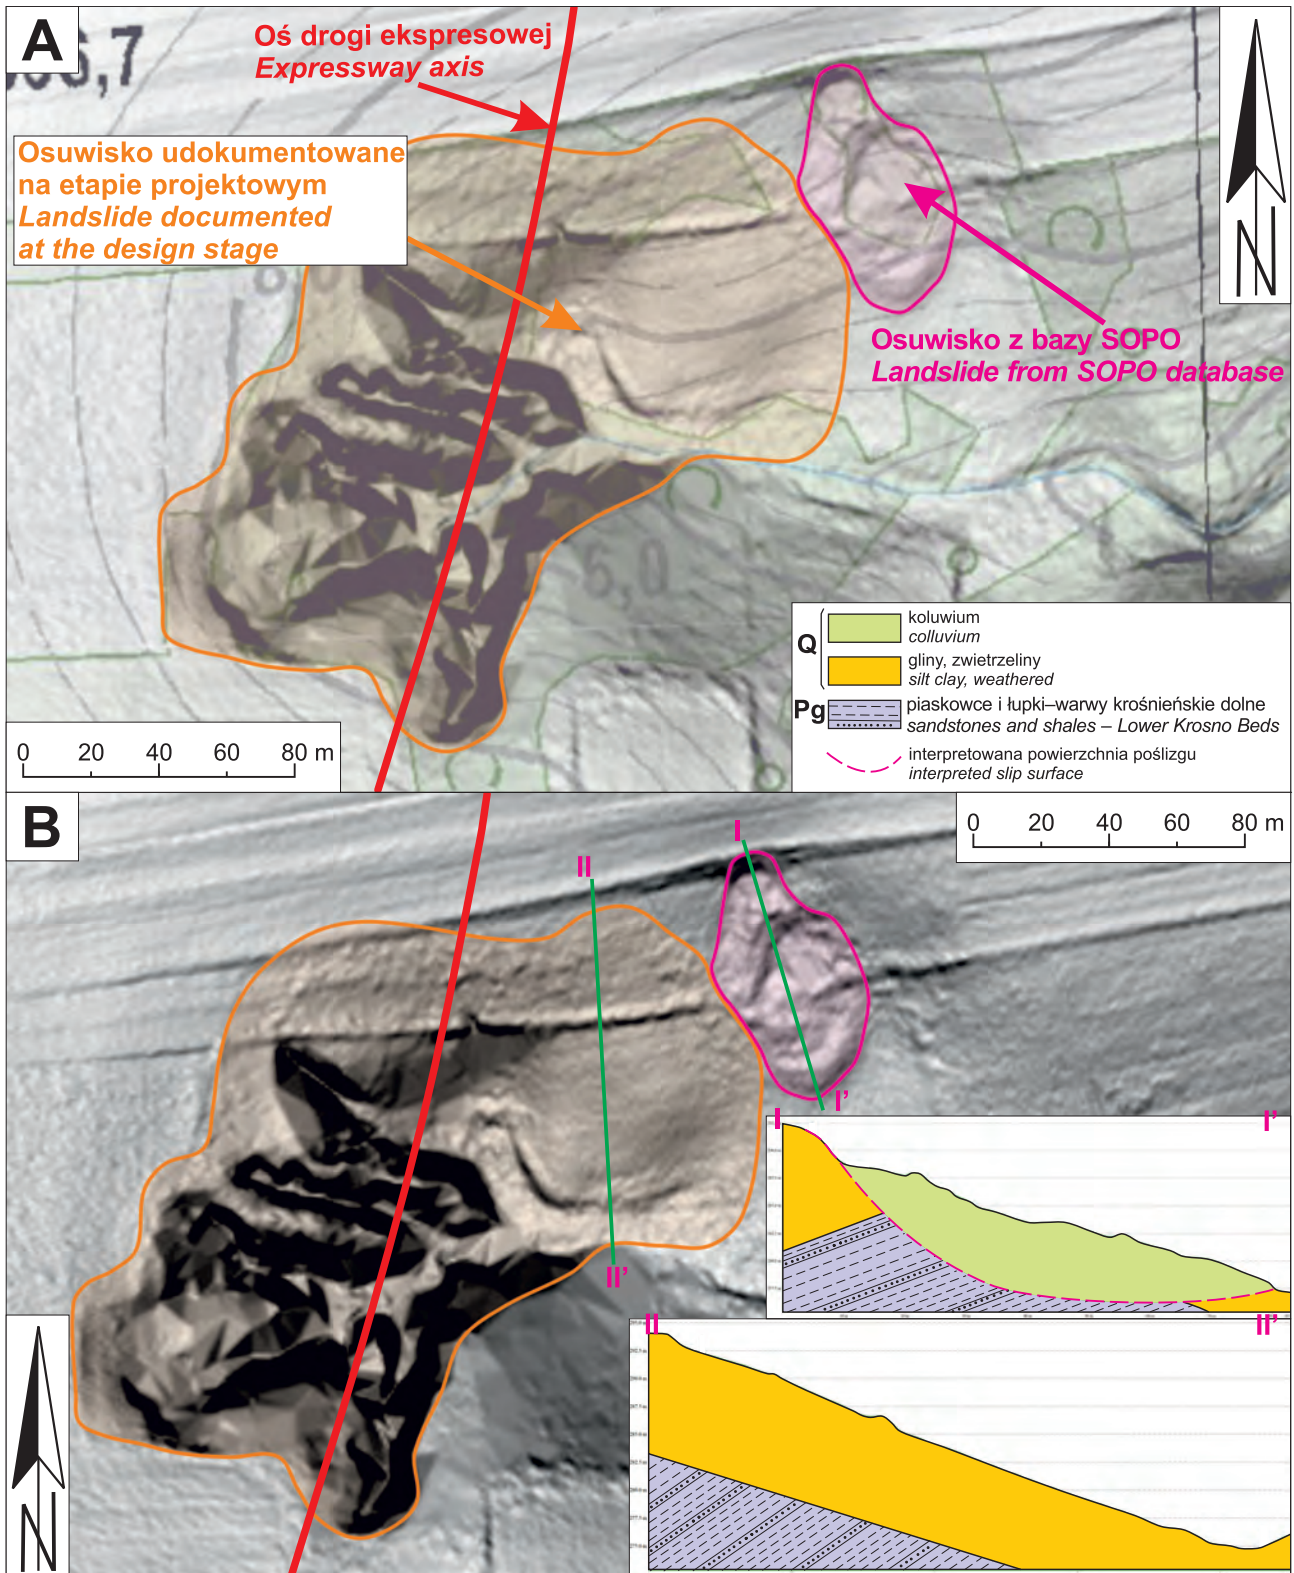 A
6,7
Oś drogi ekspresowej
Expressway axis
Osuwisko udokumentowane
na etapie projektowym
Landslide documented
at the design stage
N
Osuwisko z bazy SOPO
Landslide from SOPO database
5,0
Q
koluwium
colluvium
gliny, zwietrzeliny
silt clay, weathered
Pg
piaskowce i łupki–warwy krośnieńskie dolne
sandstones and shales – Lower Krosno Beds
interpretowana powierzchnia poślizgu
interpreted slip surface
0 20 40 60 80 m
B
0 20 40 60 80 m
I
II
I'
II'
I I'
II II'
N